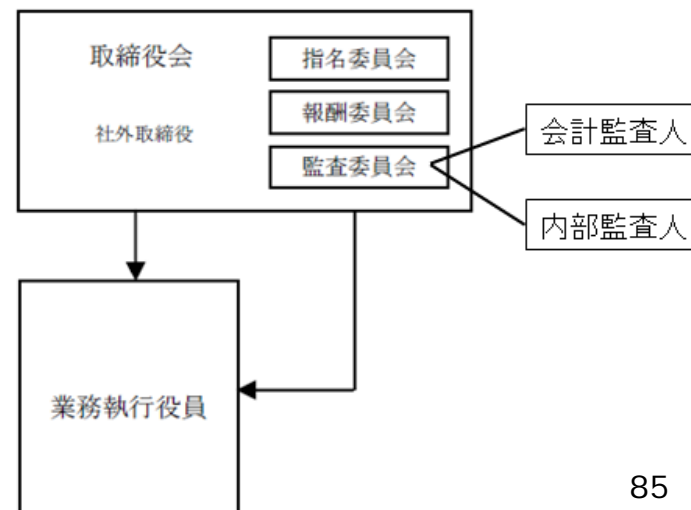 取締役会
社外取締役
指名委員会
報酬委員会
監査委員会
会計監査人
内部監査人
業務執行役員
85